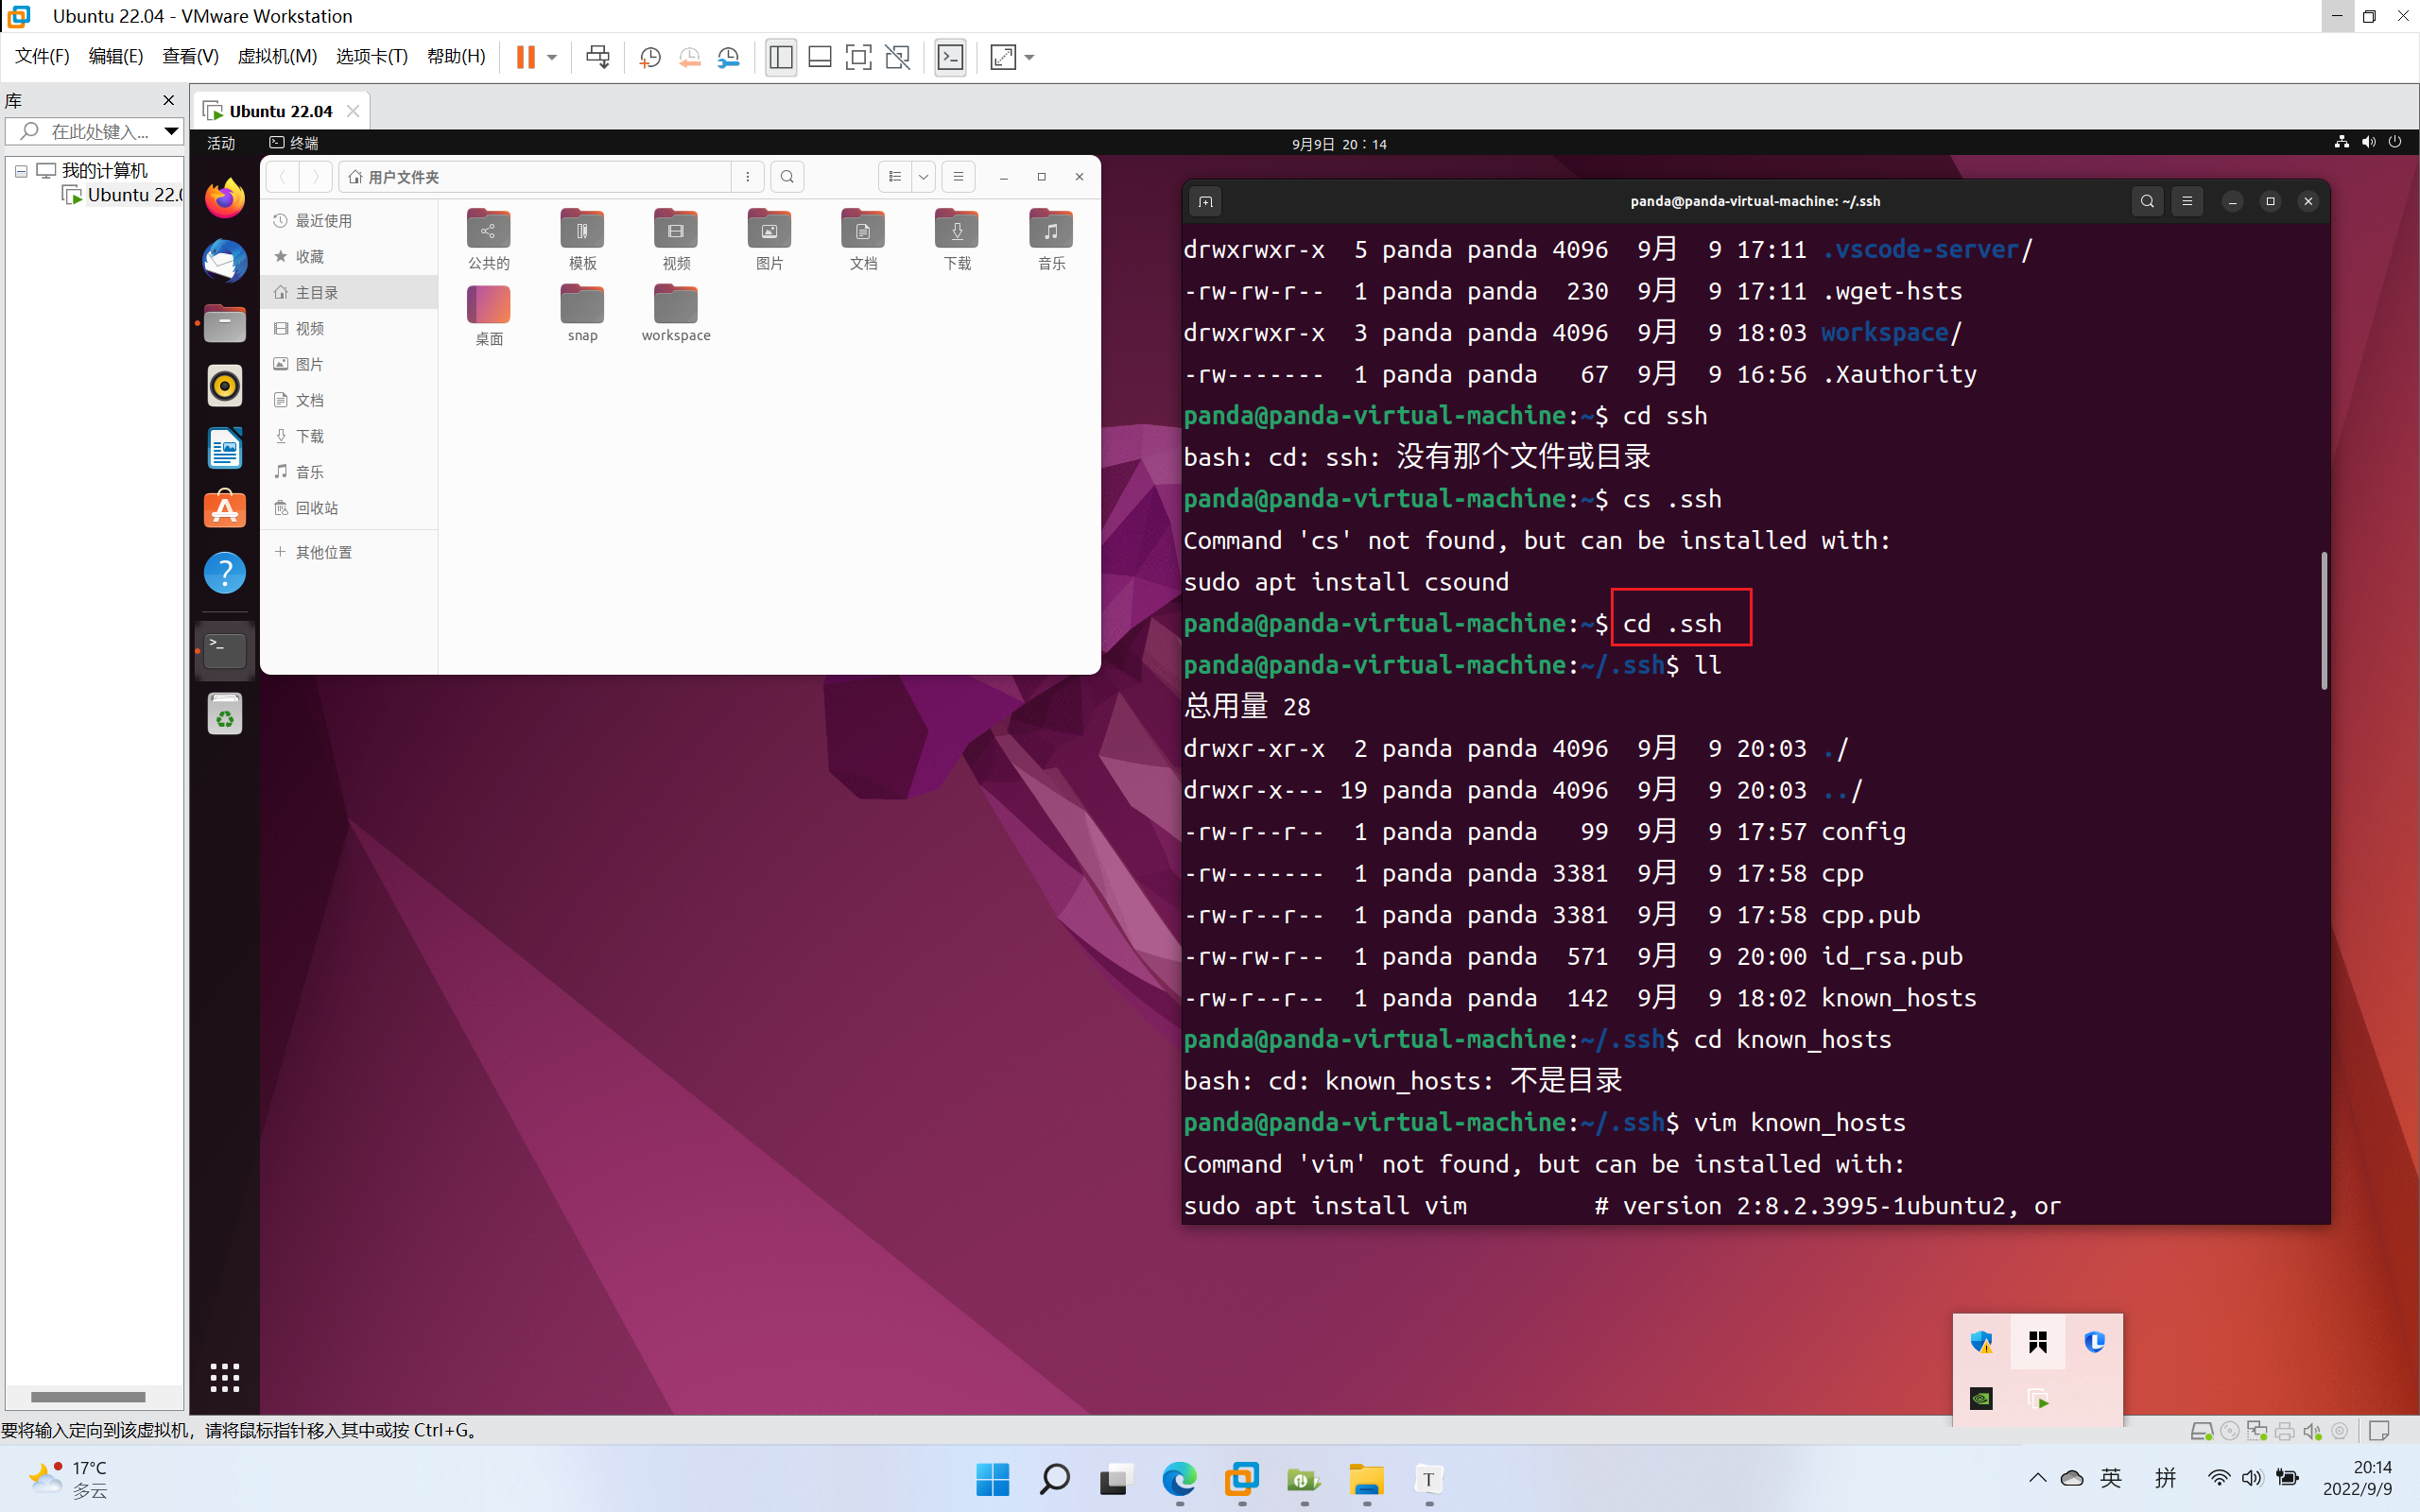 Ubuntu 22.04 - VMware Workstation
文件(F) 编辑(E) 查看(V) 虚拟机(M) 选项卡(T) 帮助(H)
库
在此处键入...
我的计算机
Ubuntu 22.0
Ubuntu 22.04
活动 终端 9月9日 20：14
用户文件夹
最近使用
收藏
主目录
视频
图片
文档
下载
音乐
回收站
其他位置
公共的 模板 视频 图片 文档 下载 音乐
桌面 snap workspace
panda@panda-virtual-machine: ~/.ssh
drwxrwxr-x 5 panda panda 4096 9月 9 17:11 .vscode-server/
-rw-rw-r-- 1 panda panda 230 9月 9 17:11 .wget-hsts
drwxrwxr-x 3 panda panda 4096 9月 9 18:03 workspace/
-rw------- 1 panda panda 67 9月 9 16:56 .Xauthority
panda@panda-virtual-machine:~$ cd ssh
bash: cd: ssh: 没有那个文件或目录
panda@panda-virtual-machine:~$ cs .ssh
Command 'cs' not found, but can be installed with:
sudo apt install csound
panda@panda-virtual-machine:~$ cd .ssh
panda@panda-virtual-machine:~/.ssh$ ll
总用量 28
drwxr-xr-x 2 panda panda 4096 9月 9 20:03 ./
drwxr-x--- 19 panda panda 4096 9月 9 20:03 ../
-rw-r--r-- 1 panda panda 99 9月 9 17:57 config
-rw------- 1 panda panda 3381 9月 9 17:58 cpp
-rw-r--r-- 1 panda panda 3381 9月 9 17:58 cpp.pub
-rw-rw-r-- 1 panda panda 571 9月 9 20:00 id_rsa.pub
-rw-r--r-- 1 panda panda 142 9月 9 18:02 known_hosts
panda@panda-virtual-machine:~/.ssh$ cd known_hosts
bash: cd: known_hosts: 不是目录
panda@panda-virtual-machine:~/.ssh$ vim known_hosts
Command 'vim' not found, but can be installed with:
sudo apt install vim # version 2:8.2.3995-1ubuntu2, or
要将输入定向到该虚拟机，请将鼠标指针移入其中或按 Ctrl+G。
17°C
多云
英 拼
20:14
2022/9/9